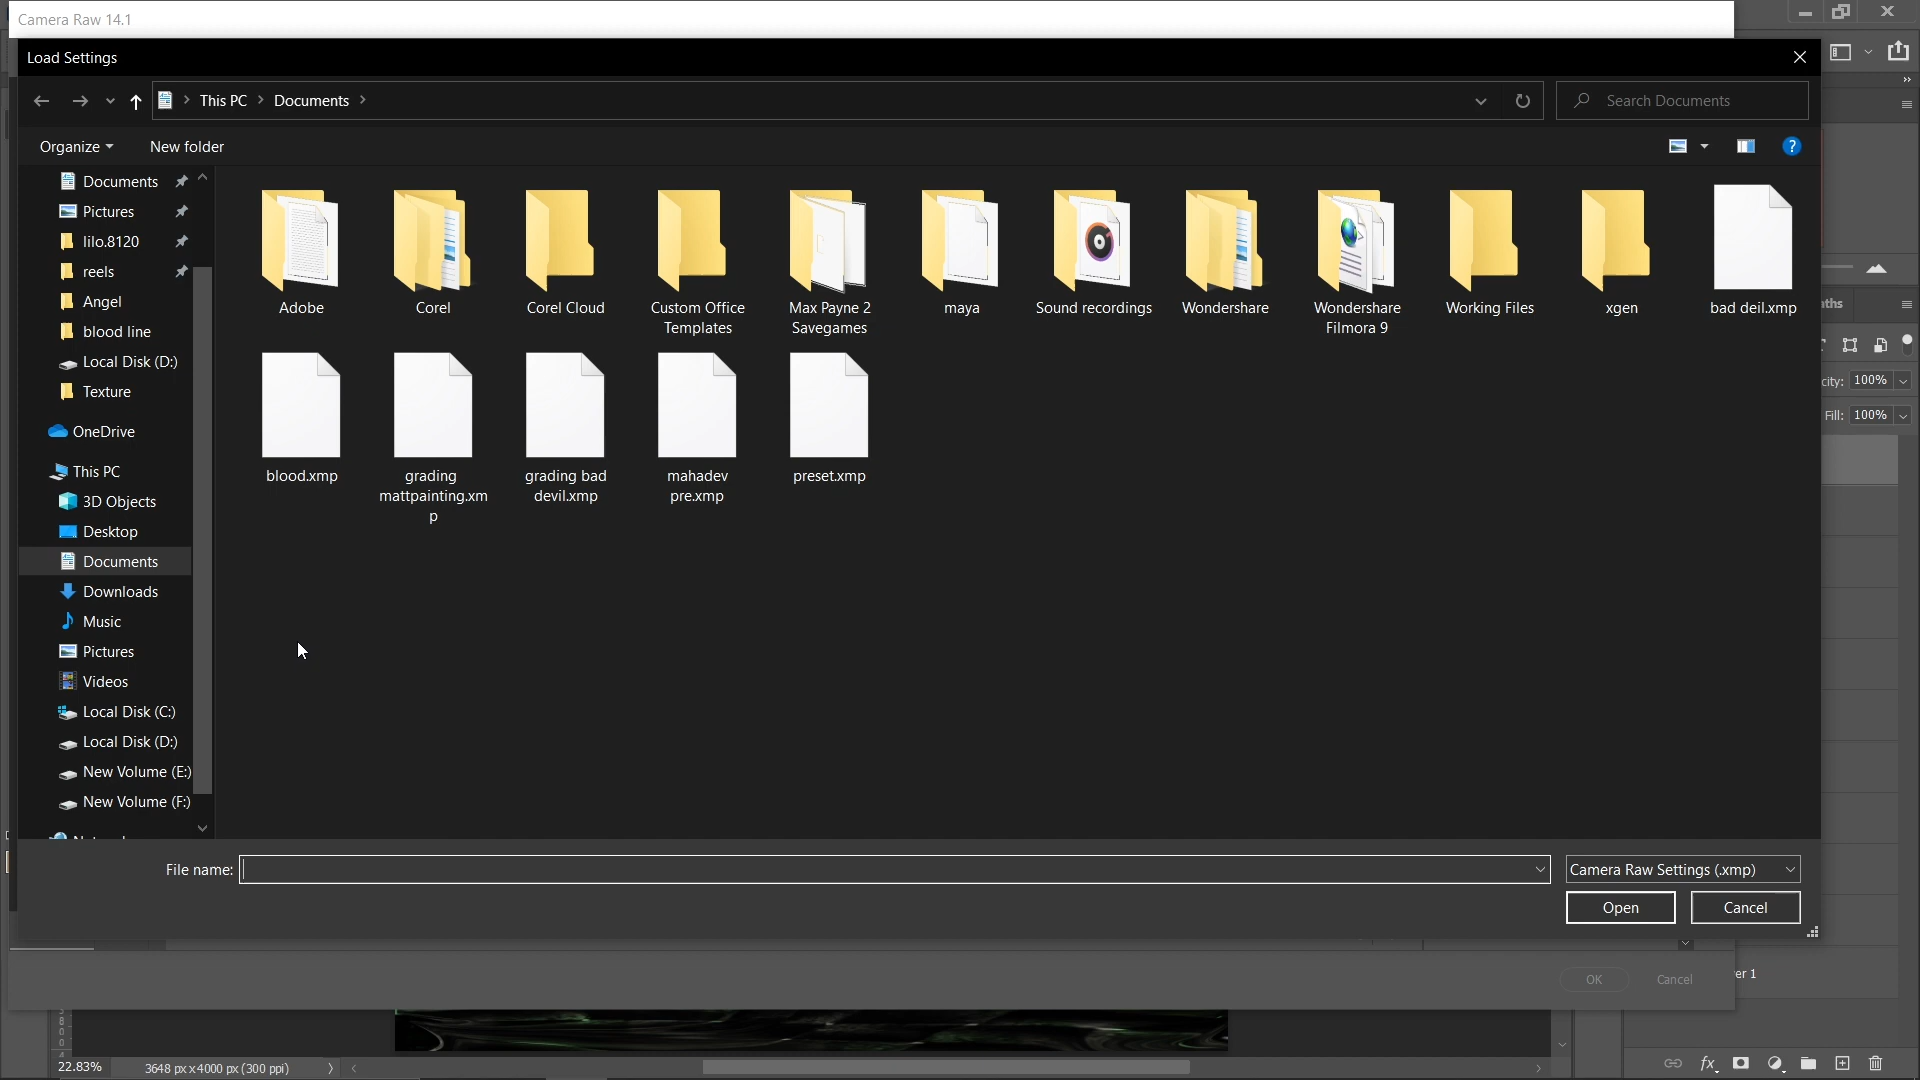 Camera Raw 14.1
Load Settings
This PC
Documents
Search Documents
Organize
New folder
Documents
Pictures
lilo.8120
reels
Angel
blood line
Local Disk (D:)
Texture
OneDrive
This PC
3D Objects
Desktop
Documents
Downloads
Music
Pictures
Videos
Local Disk (C:)
Local Disk (D:)
New Volume (E:)
New Volume (F:)
Adobe
Corel
Corel Cloud
Custom Office
Templates
Max Payne 2
Savegames
maya
Sound recordings
Wondershare
Wondershare
Filmora 9
Working Files
xgen
bad deil.xmp
blood.xmp
grading
mattpainting.xm
p
grading bad
devil.xmp
mahadev
pre.xmp
preset.xmp
File name:
Camera Raw Settings (.xmp)
Open
Cancel
OK
Cancel
100%
Fill: 100%
er 1
22.83%
3648 px x 4000 px (300 ppi)
fx